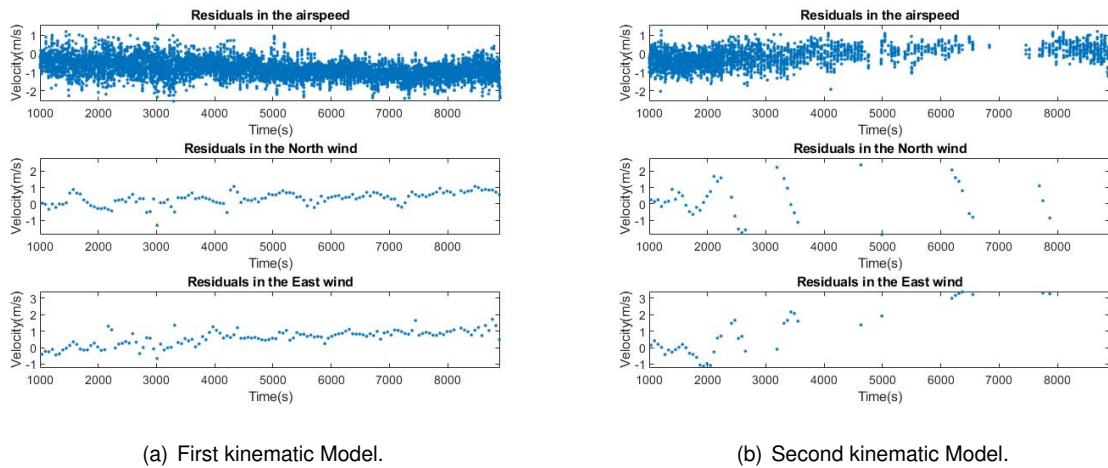 Residuals in the airspeed
Velocity(m/s)
1
0
-1
-2
1000 2000 3000 4000 5000 6000 7000 8000
Time(s)
Residuals in the North wind
Velocity(m/s)
2
1
0
-1
1000 2000 3000 4000 5000 6000 7000 8000
Time(s)
Residuals in the East wind
Velocity(m/s)
3
2
1
0
-1
1000 2000 3000 4000 5000 6000 7000 8000
Time(s)
(a) First kinematic Model.
Residuals in the airspeed
Velocity(m/s)
1
0
-1
-2
1000 2000 3000 4000 5000 6000 7000 8000
Time(s)
Residuals in the North wind
Velocity(m/s)
2
1
0
-1
1000 2000 3000 4000 5000 6000 7000 8000
Time(s)
Residuals in the East wind
Velocity(m/s)
3
2
1
0
-1
1000 2000 3000 4000 5000 6000 7000 8000
Time(s)
(b) Second kinematic Model.